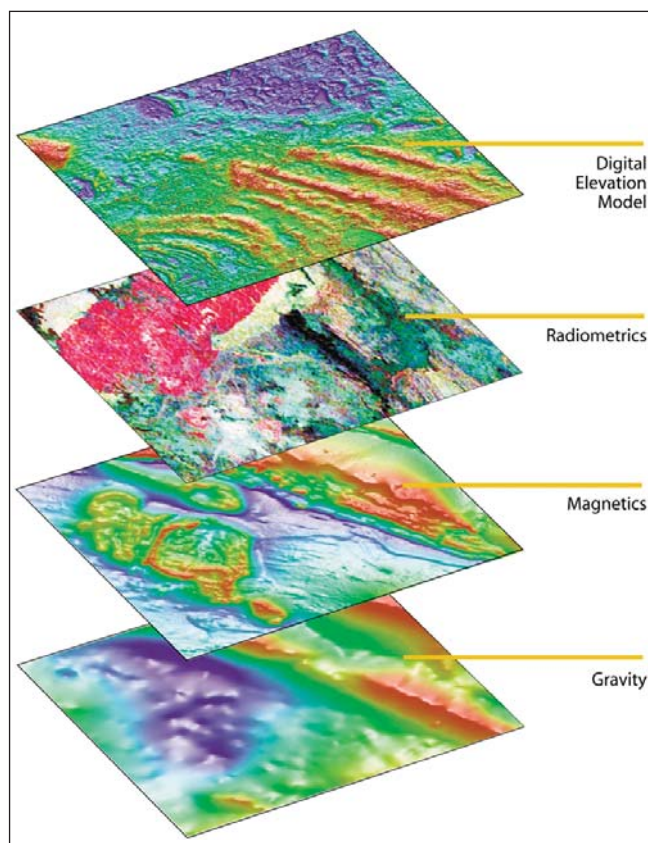 Digital
Elevation
Model
Radiometrics
Magnetics
Gravity